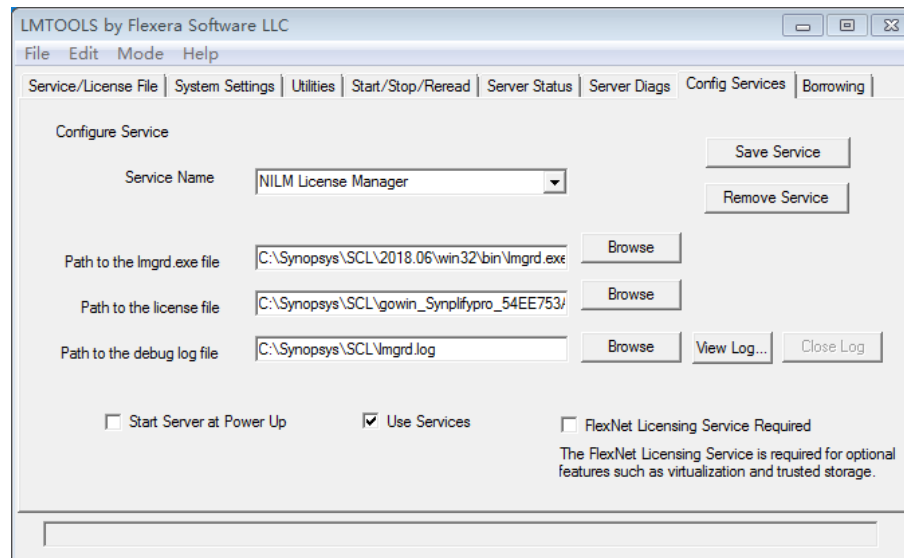 LMTOOLS by Flexera Software LLC
File Edit Mode Help
Service/License File System Settings Utilities Start/Stop/Reread Server Status Server Diags Config Services Borrowing
Configure Service
Save Service
Service Name NILM License Manager
Remove Service
Path to the lmgrd.exe file C:\Synopsys\SCL\2018.06\win32\bin\lmgrd.exe Browse
Path to the license file C:\Synopsys\SCL\gowin_Synplifypro_54EE753A Browse
Path to the debug log file C:\Synopsys\SCL\lmgrd.log Browse View Log... Close Log
Start Server at Power Up Use Services FlexNet Licensing Service Required
The FlexNet Licensing Service is required for optional
features such as virtualization and trusted storage.